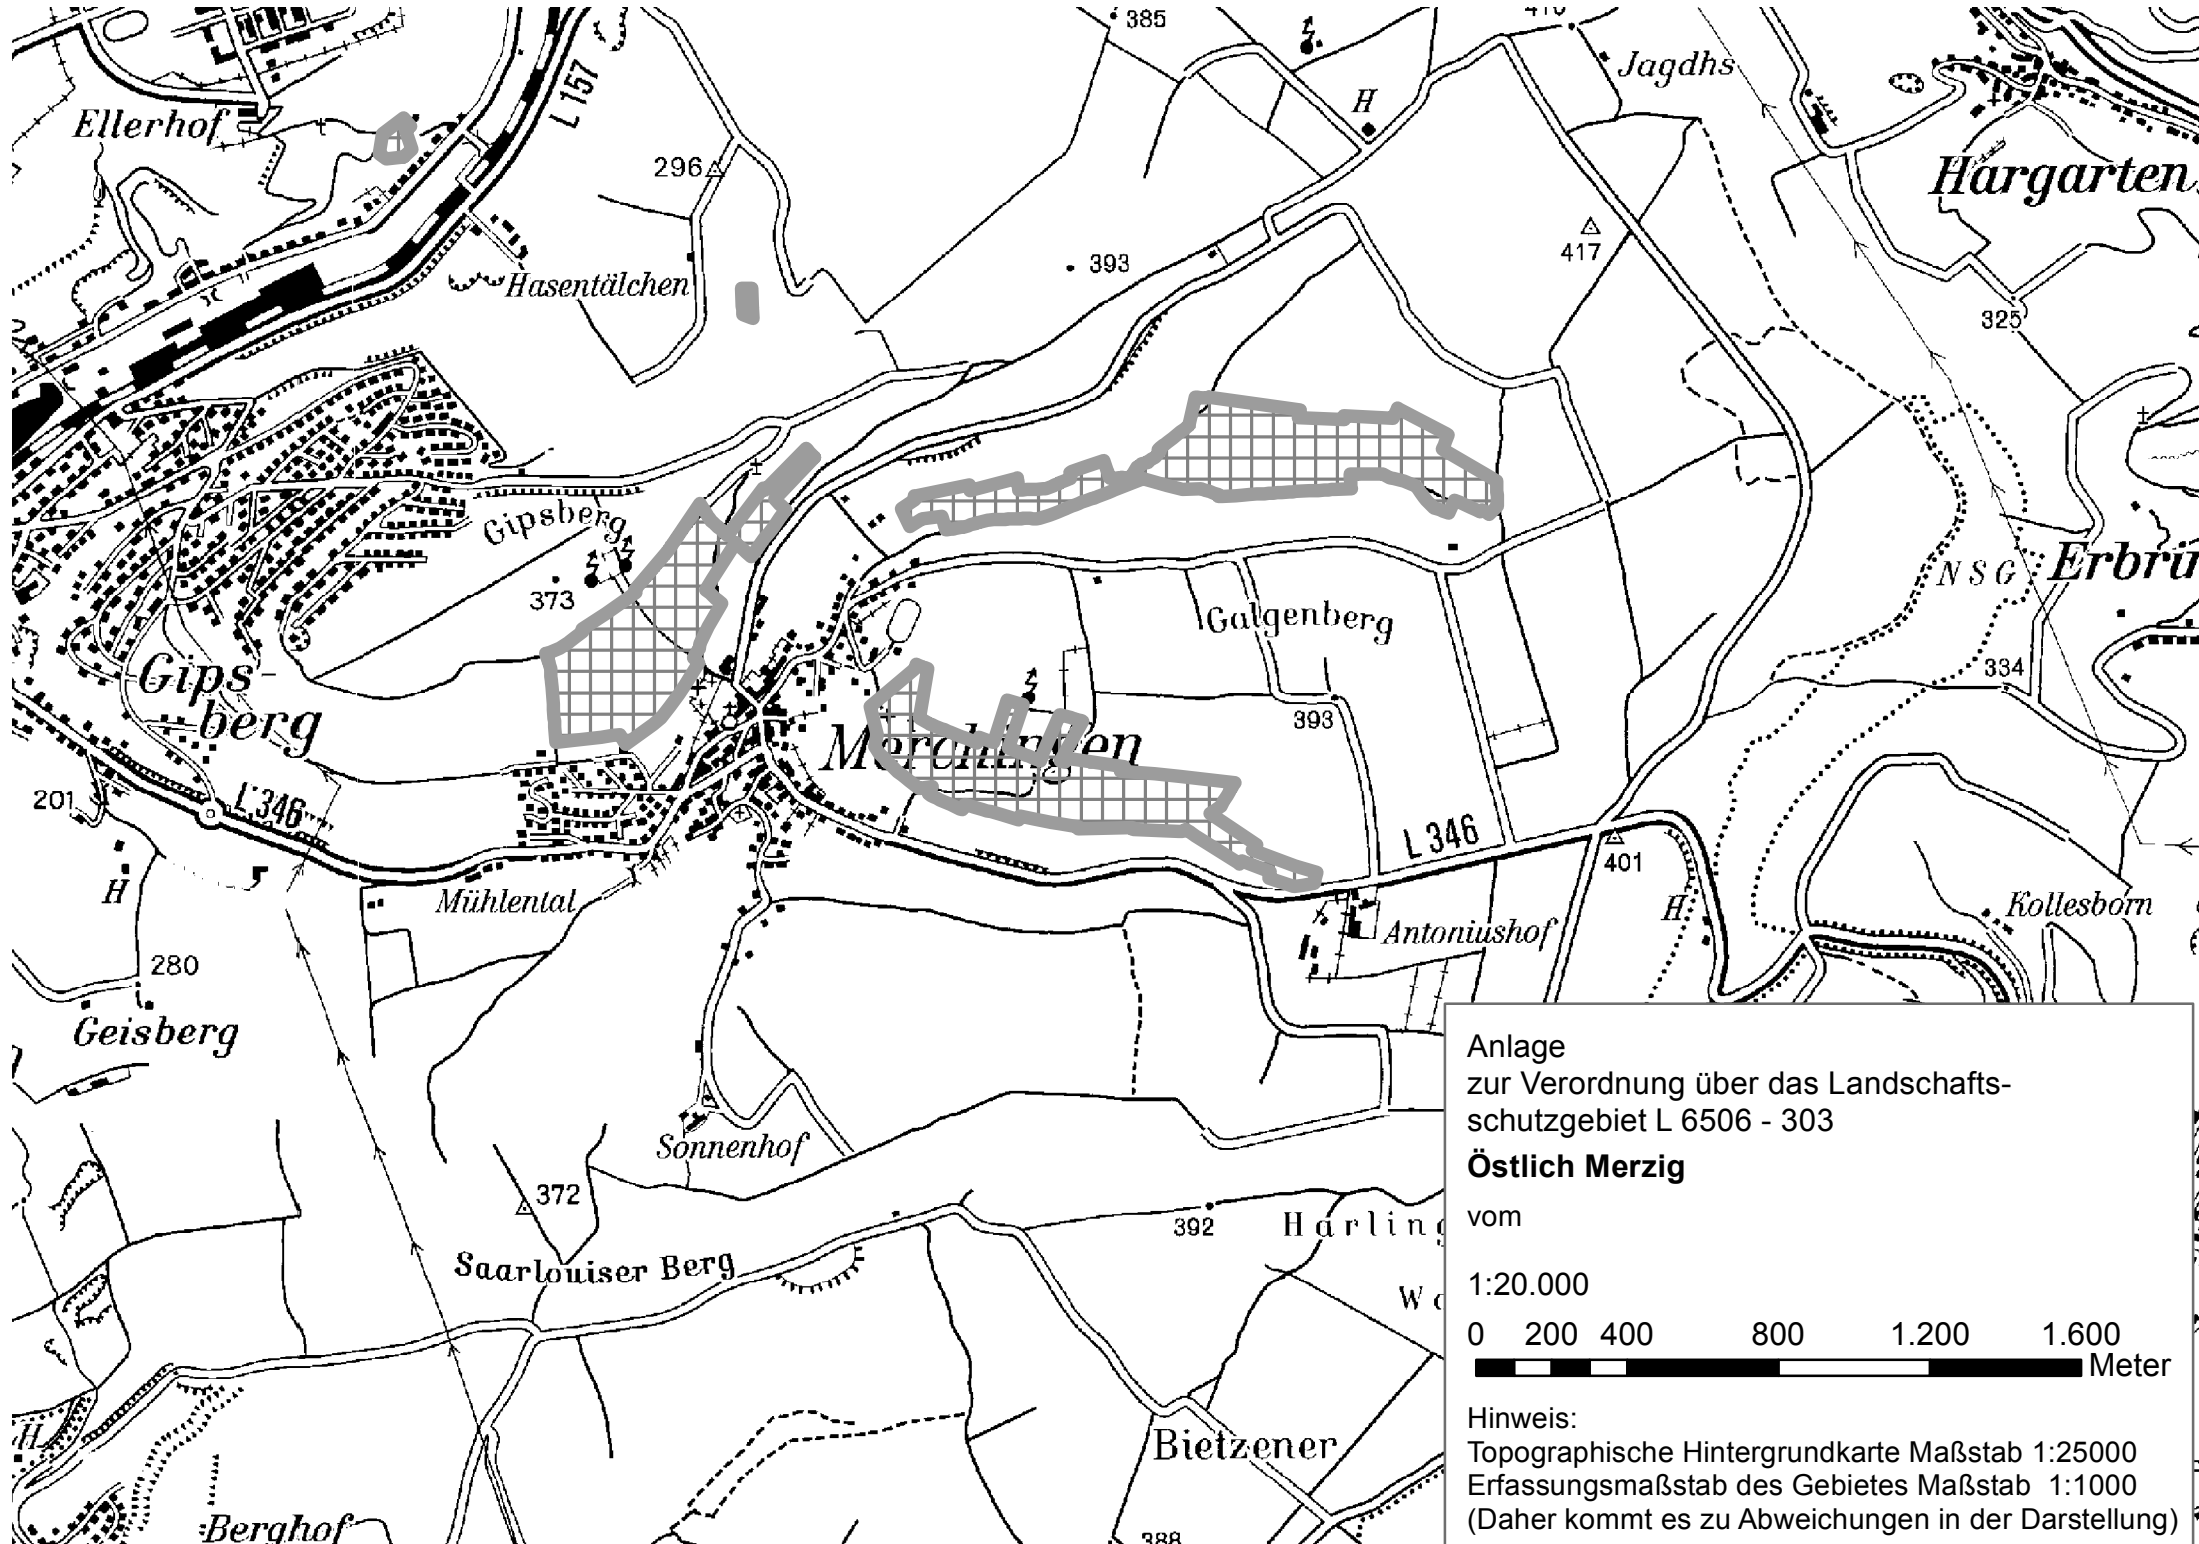 385
Jagdhs
L 157
Ellerhof
H
296
Hargarten
417
393
Hasentälchen
325
Gipsberg
373
NSG
Erbru
Galgenberg
Gips-
berg
334
393
Merchingen
201
L 346
L 346
401
H
Mühlental
H
Kollesborn
Antoniushof
280
Geisberg
Sonnenhof
372
392
Harling
Saarlouiser Berg
H
Bietzener
Berghof
388
Anlage
zur Verordnung über das Landschafts-
schutzgebiet L 6506 - 303
Östlich Merzig
vom
1:20.000
0 200 400 800 1.200 1.600
Meter
Hinweis:
Topographische Hintergrundkarte Maßstab 1:25000
Erfassungsmaßstab des Gebietes Maßstab 1:1000
(Daher kommt es zu Abweichungen in der Darstellung)